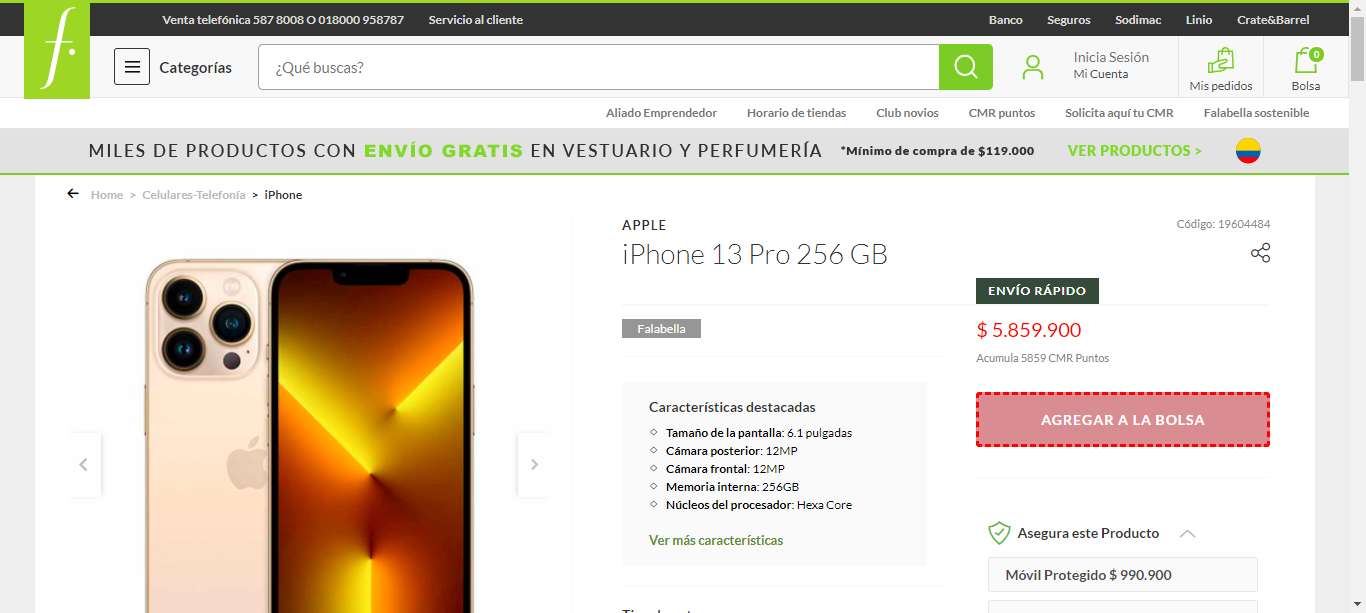 Venta telefónica 587 8008 O 018000 958787 Servicio al cliente Banco Seguros Sodimac Linio Crate&Barrel
f.
Categorías ¿Qué buscas? Inicia Sesión
Mi Cuenta
Mis pedidos
0
Bolsa
Aliado Emprendedor Horario de tiendas Club novios CMR puntos Solicita aquí tu CMR Falabella sostenible
MILES DE PRODUCTOS CON ENVÍO GRATIS EN VESTUARIO Y PERFUMERÍA *Mínimo de compra de $119.000 VER PRODUCTOS >
Home > Celulares-Telefonía > iPhone
APPLE
Código: 19604484
iPhone 13 Pro 256 GB
ENVÍO RÁPIDO
Falabella
$ 5.859.900
Acumula 5859 CMR Puntos
AGREGAR A LA BOLSA
Características destacadas
Tamaño de la pantalla: 6.1 pulgadas
Cámara posterior: 12MP
Cámara frontal: 12MP
Memoria interna: 256GB
Núcleos del procesador: Hexa Core
Ver más características
Asegura este Producto
Móvil Protegido $ 990.900